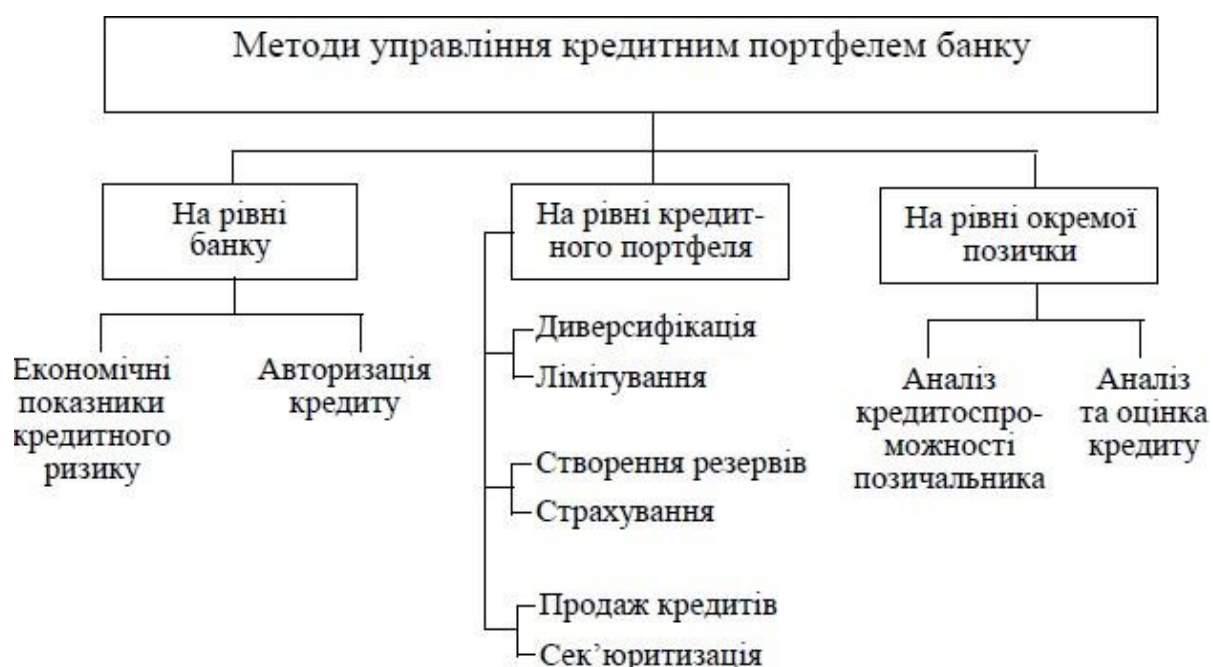 Методи управління кредитним портфелем банку
На рівні
банку
На рівні кредит-
ного портфеля
На рівні окремої
позички
Економічні
показники
кредитного
ризику
Авторизація
кредиту
Диверсифікація
Лімітування
Створення резервів
Страхування
Продаж кредитів
Сек’юритизація
Аналіз
кредитоспро-
можності
позичальника
Аналіз
та оцінка
кредиту